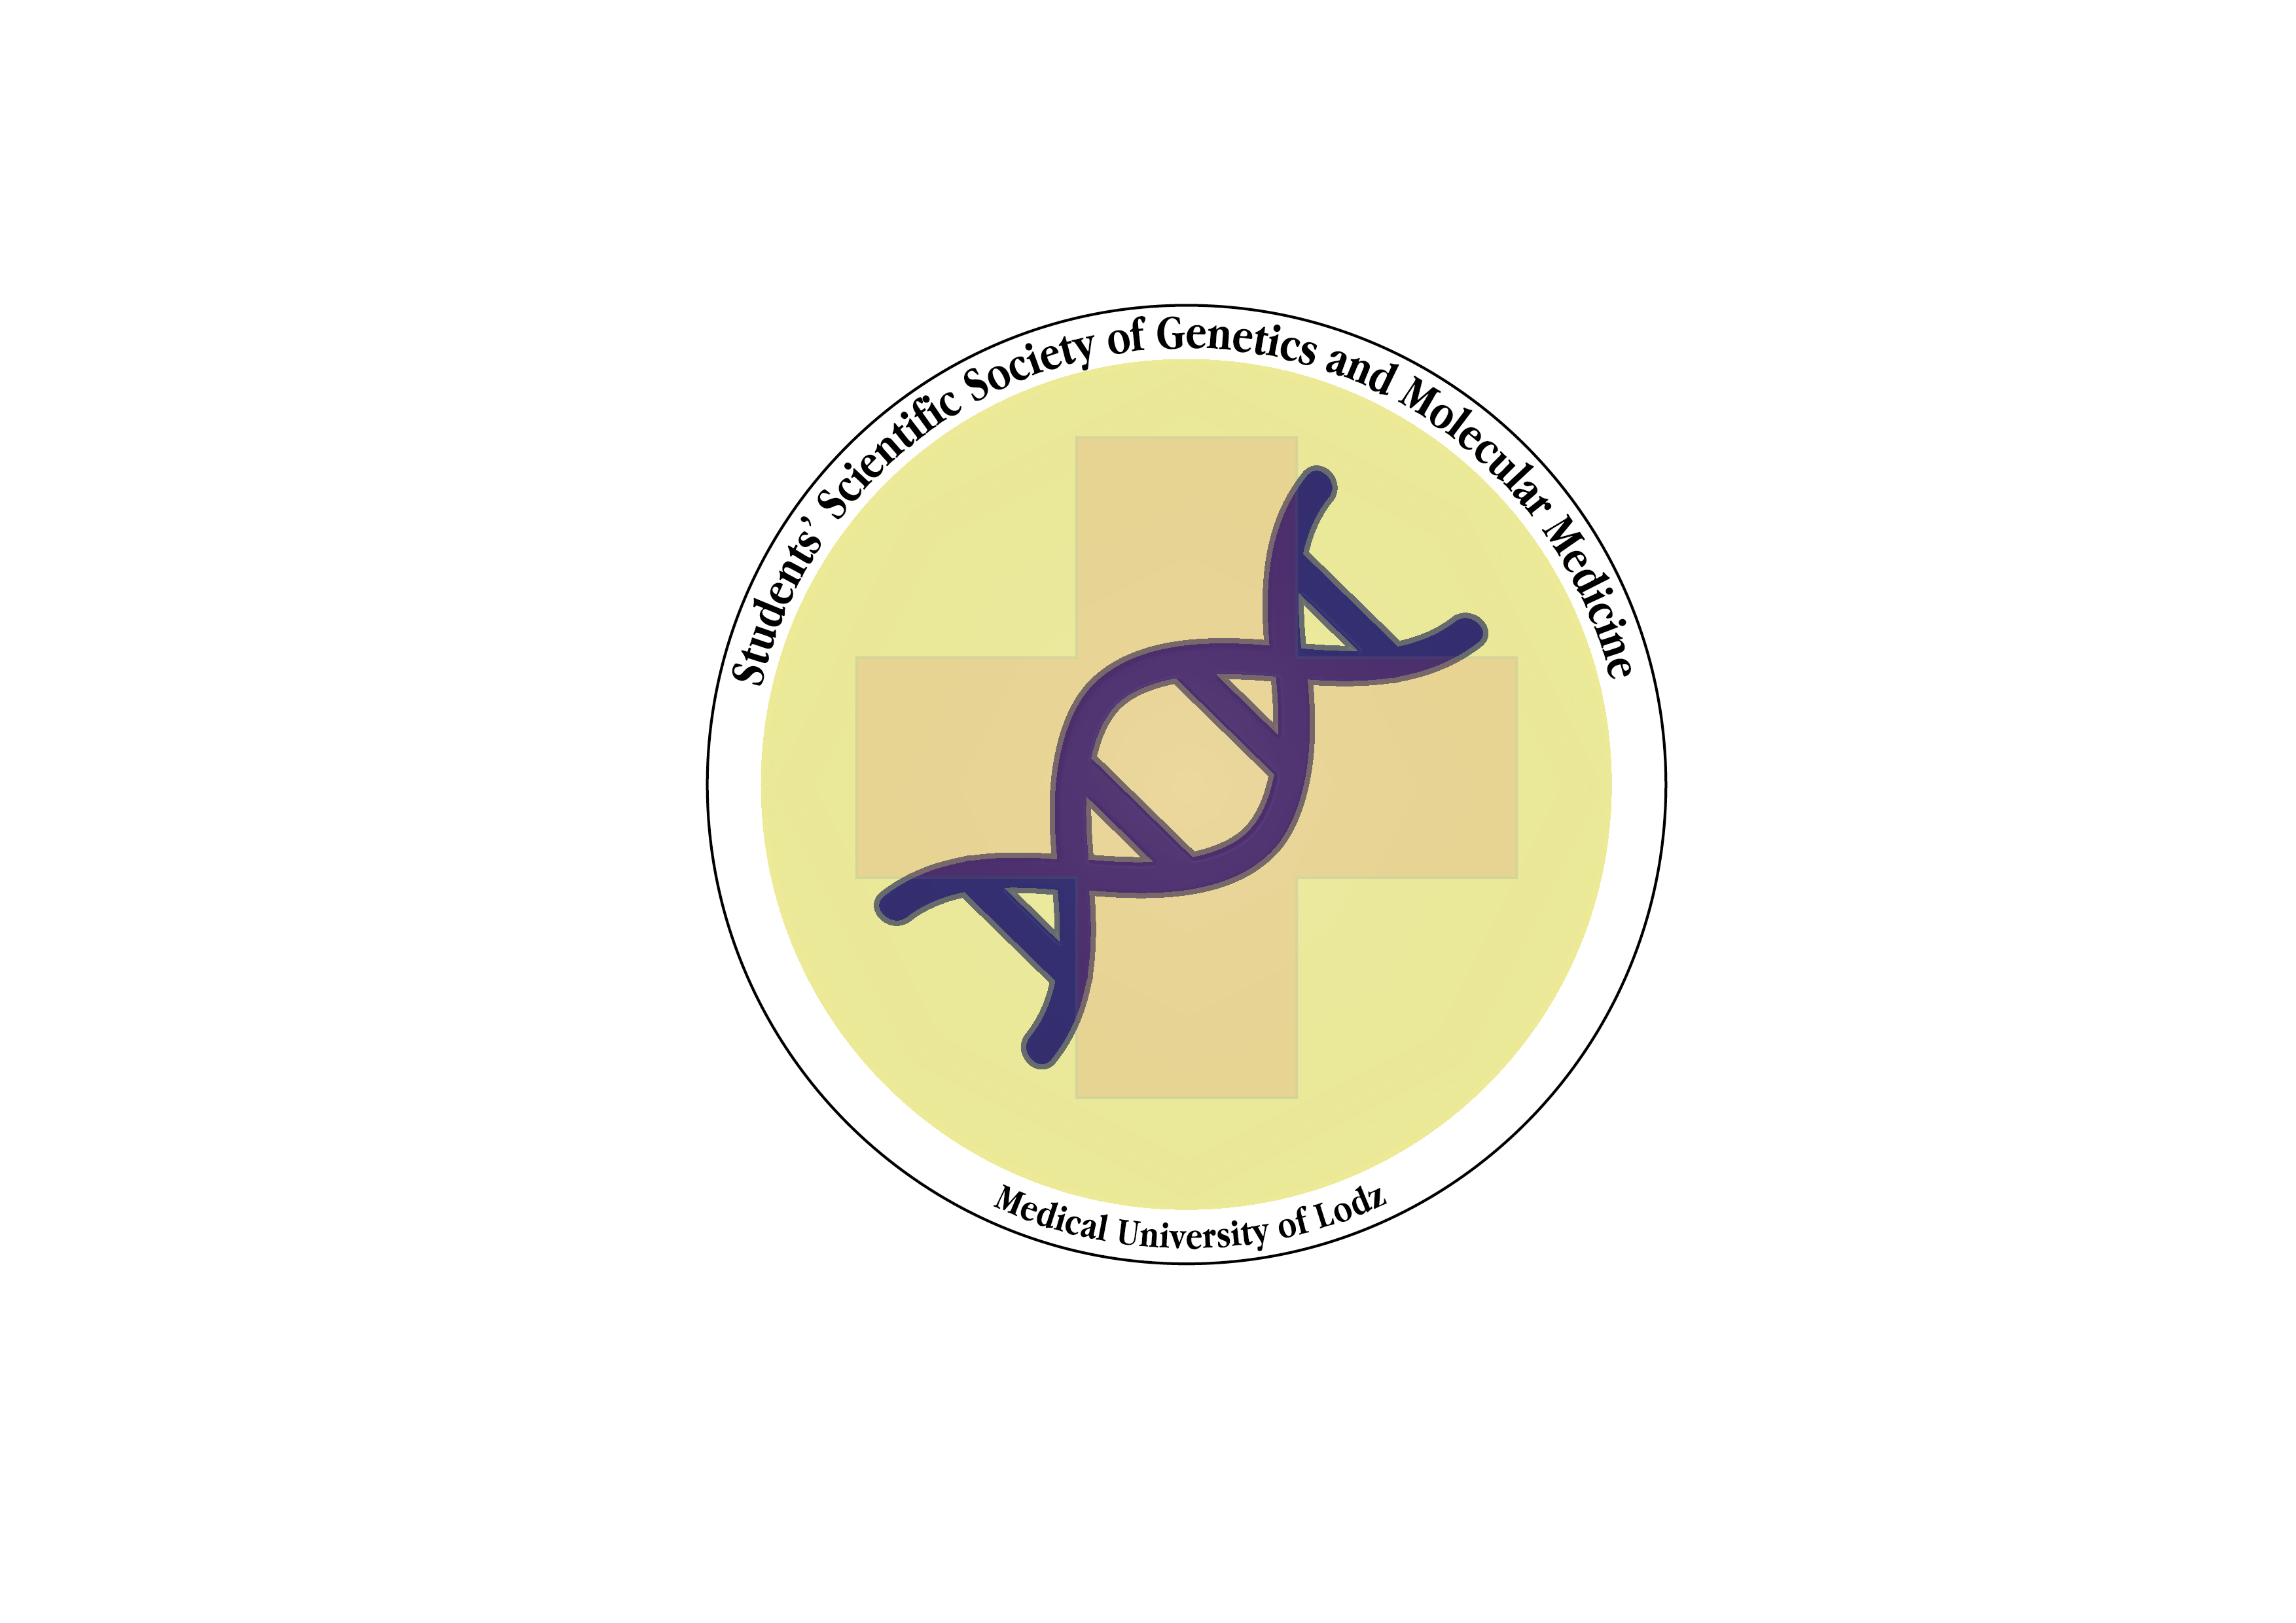 Students’ Scientific Society of Genetics and Molecular Medicine
Medical University of Lodz